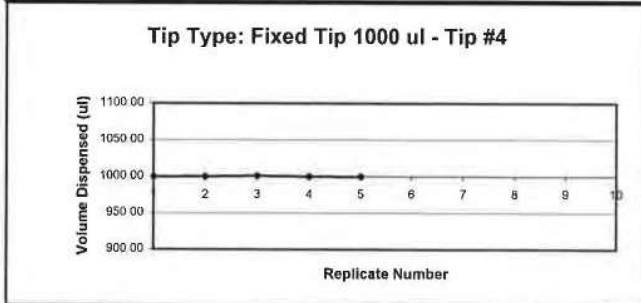 Tip Type: Fixed Tip 1000 ul - Tip #4
Volume Dispensed (ul)
1100.00
1050.00
1000.00
950.00
900.00
1 2 3 4 5 6 7 8 9 10
Replicate Number